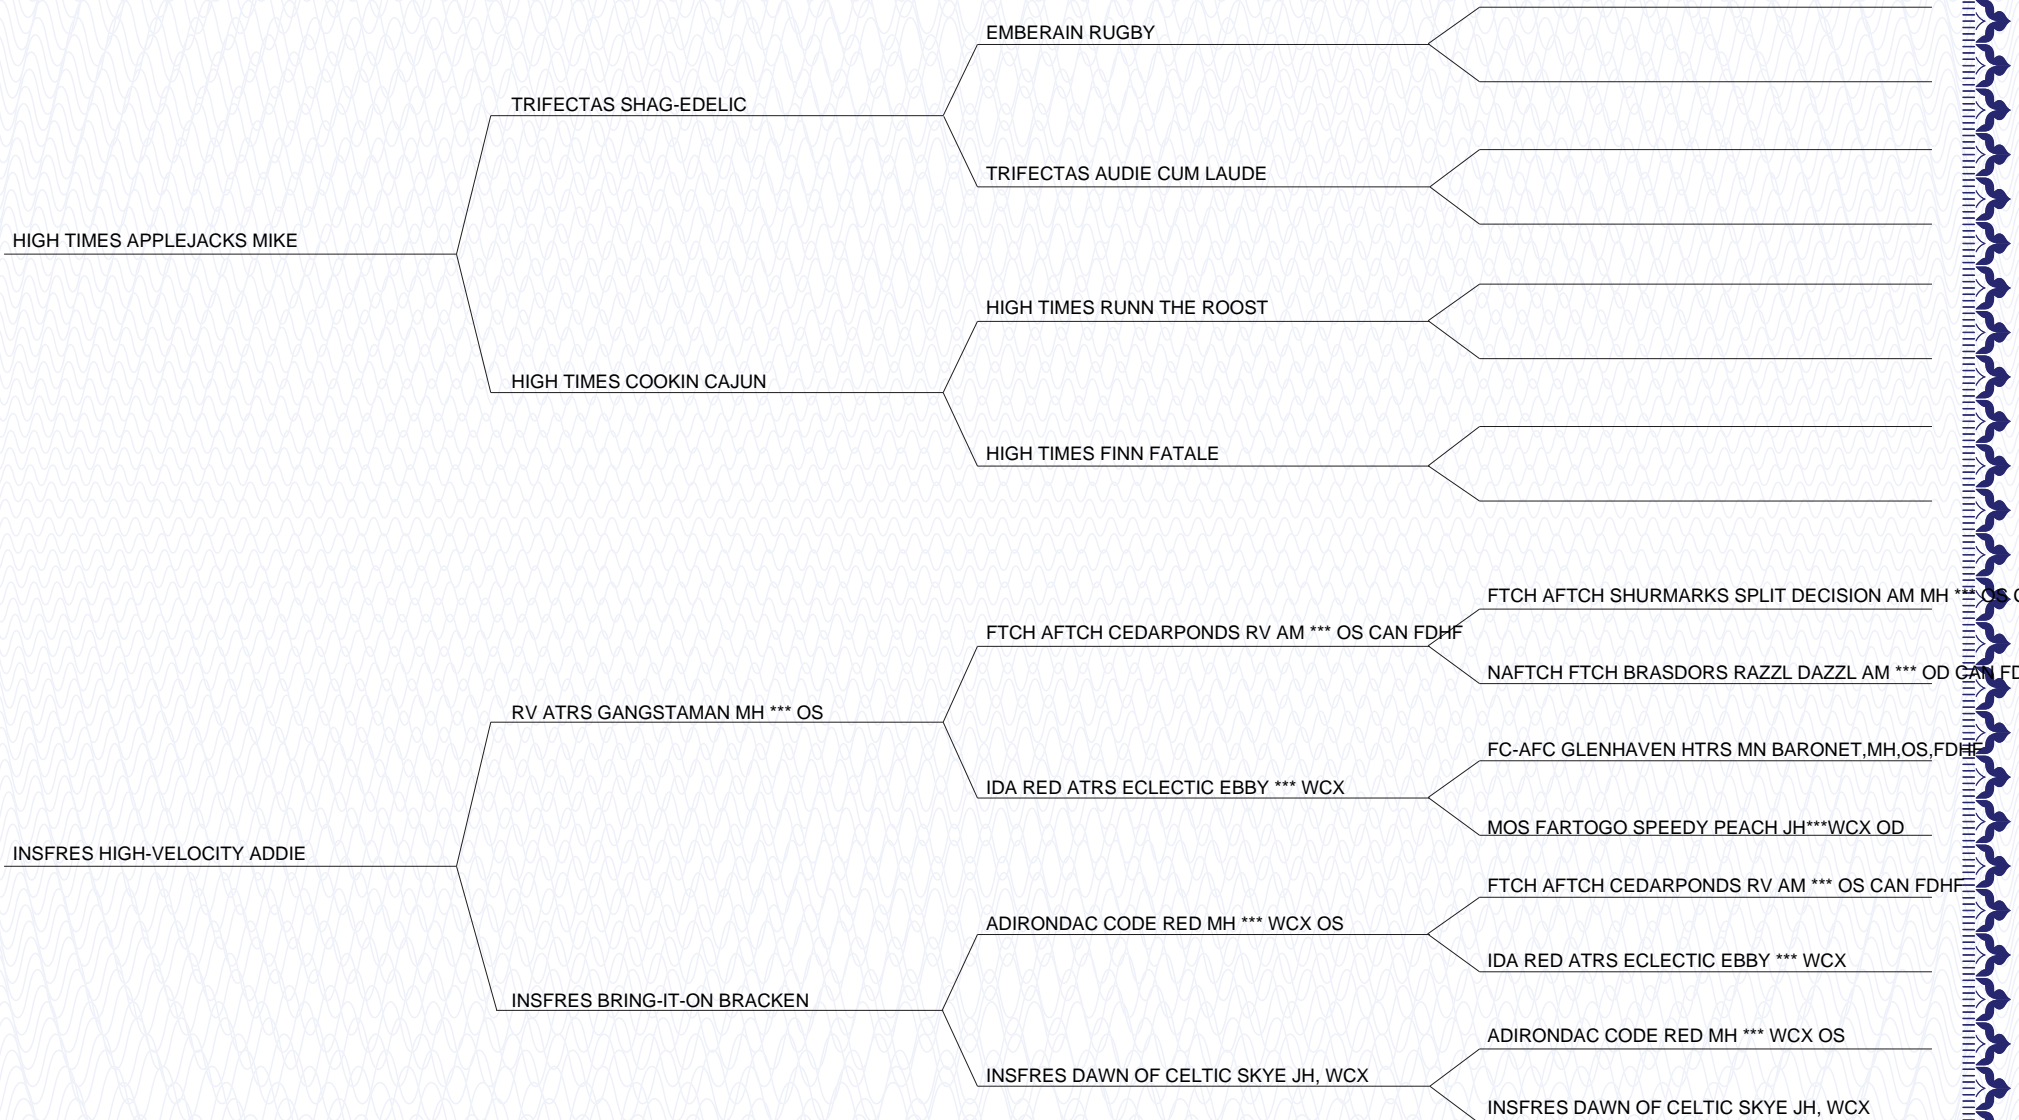 EMBERAIN RUGBY
TRIFECTAS SHAG-EDELIC
TRIFECTAS AUDIE CUM LAUDE
HIGH TIMES APPLEJACKS MIKE
HIGH TIMES RUNN THE ROOST
HIGH TIMES COOKIN CAJUN
HIGH TIMES FINN FATALE
FTCH AFTCH SHURMARKS SPLIT DECISION AM MH *** OS
FTCH AFTCH CEDARPONDS RV AM *** OS CAN FDHF
NAFTCH FTCH BRASDORS RAZZL DAZZL AM *** OD CAN
RV ATRS GANGSTAMAN MH *** OS
FC-AFC GLENHAVEN HTRS MN BARONET,MH,OS,FDHF
IDA RED ATRS ECLECTIC EBBY *** WCX
MOS FARTOGO SPEEDY PEACH JH***WCX OD
INSFRES HIGH-VELOCITY ADDIE
FTCH AFTCH CEDARPONDS RV AM *** OS CAN FDHF
ADIRONDAC CODE RED MH *** WCX OS
IDA RED ATRS ECLECTIC EBBY *** WCX
INSFRES BRING-IT-ON BRACKEN
ADIRONDAC CODE RED MH *** WCX OS
INSFRES DAWN OF CELTIC SKYE JH, WCX
INSFRES DAWN OF CELTIC SKYE JH, WCX